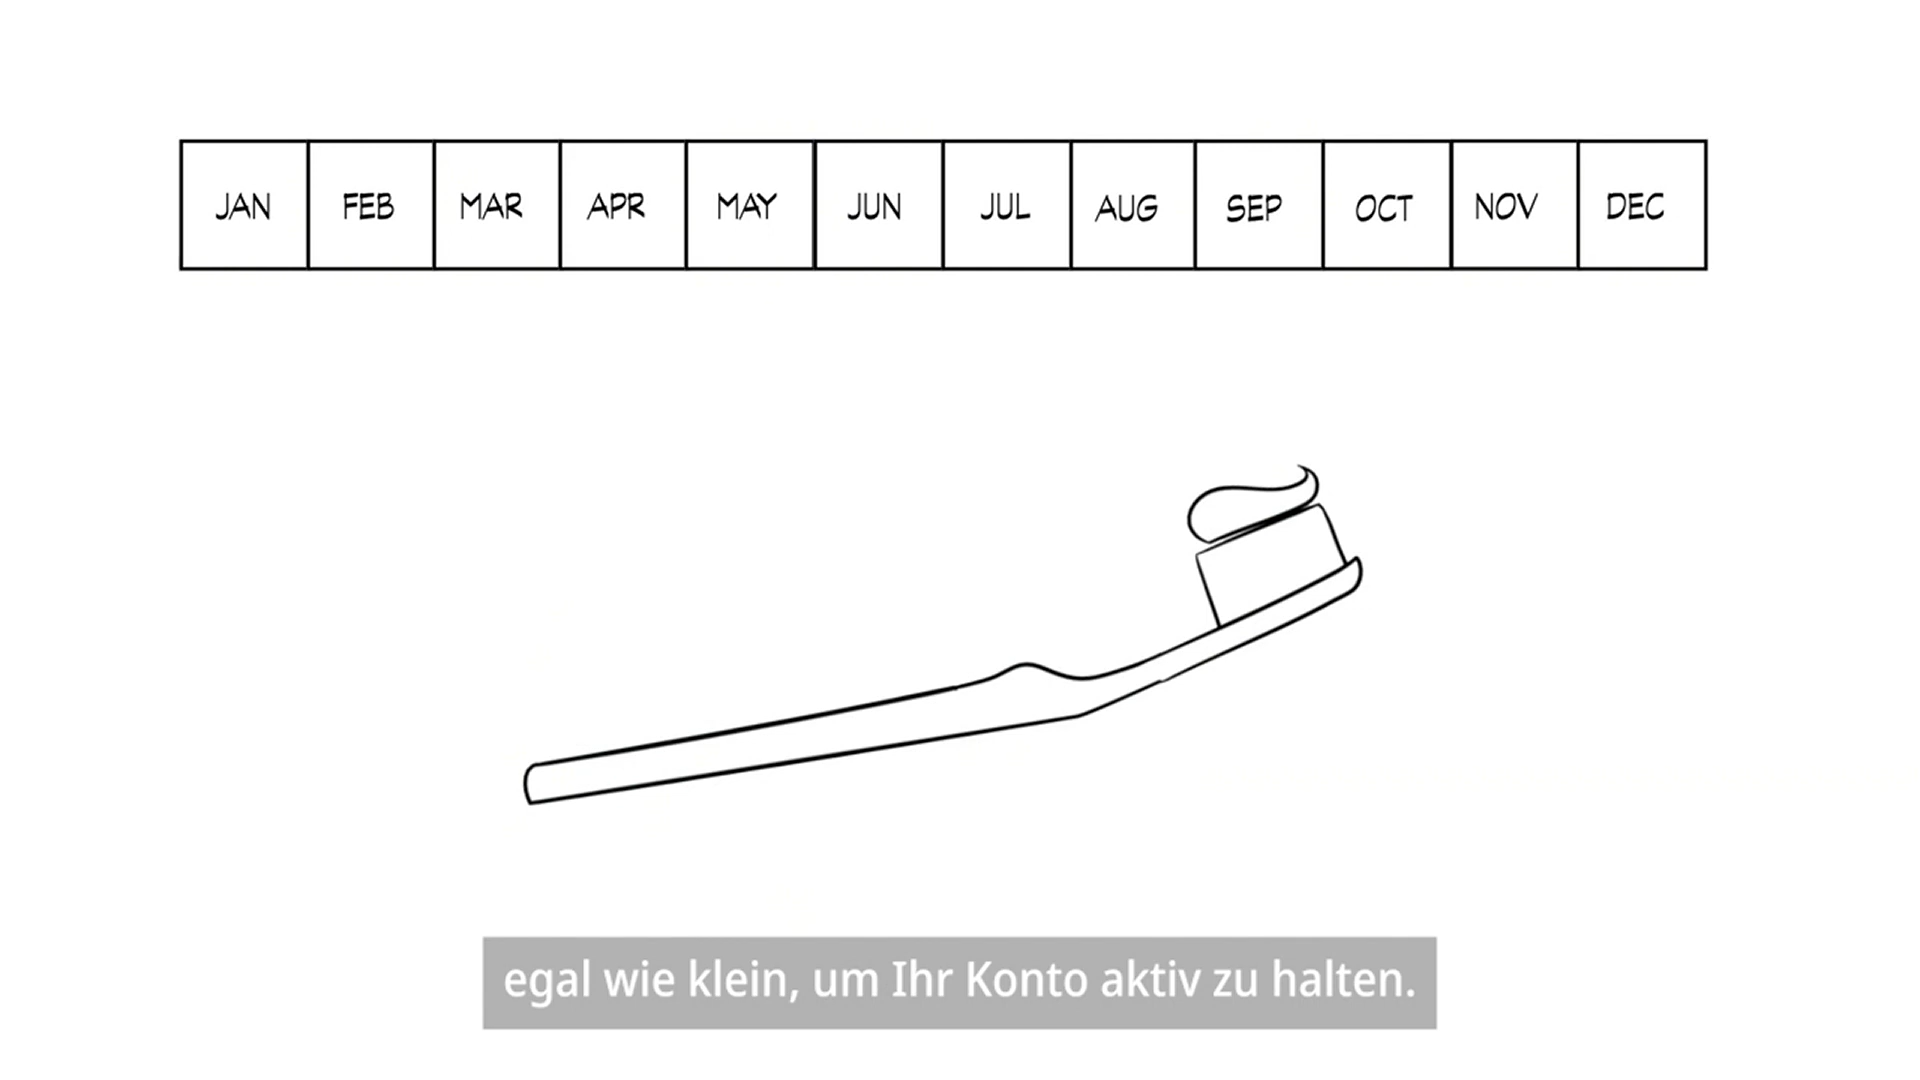 JAN FEB MAR APR MAY JUN JUL AUG SEP OCT NOV DEC
egal wie klein, um Ihr Konto aktiv zu halten.